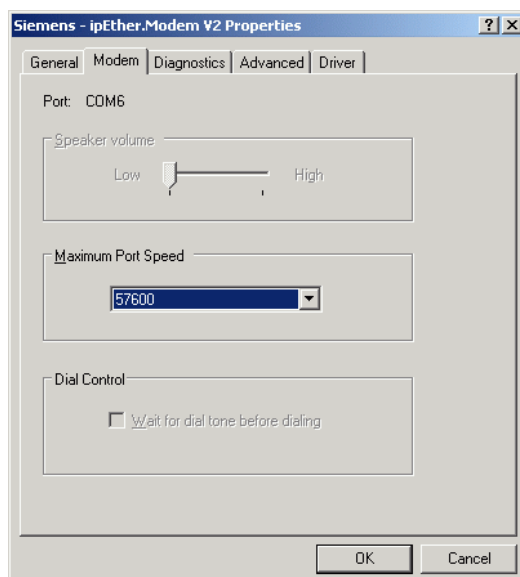 Siemens - ipEther.Modem V2 Properties
General Modem Diagnostics Advanced Driver
Port: COM6
Speaker volume
Low High
Maximum Port Speed
57600
Dial Control
Wait for dial tone before dialing
OK Cancel